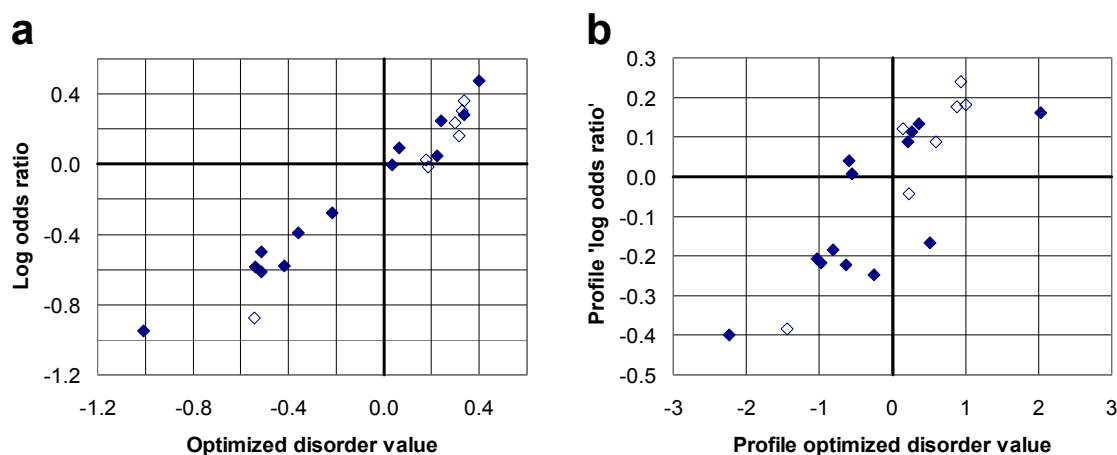 a
Log odds ratio
0.4
0.0
-0.4
-0.8
-1.2
-1.2 -0.8 -0.4 0.0 0.4
Optimized disorder value
b
Profile 'log odds ratio'
0.3
0.2
0.1
0.0
-0.1
-0.2
-0.3
-0.4
-0.5
-3 -2 -1 0 1 2 3
Profile optimized disorder value